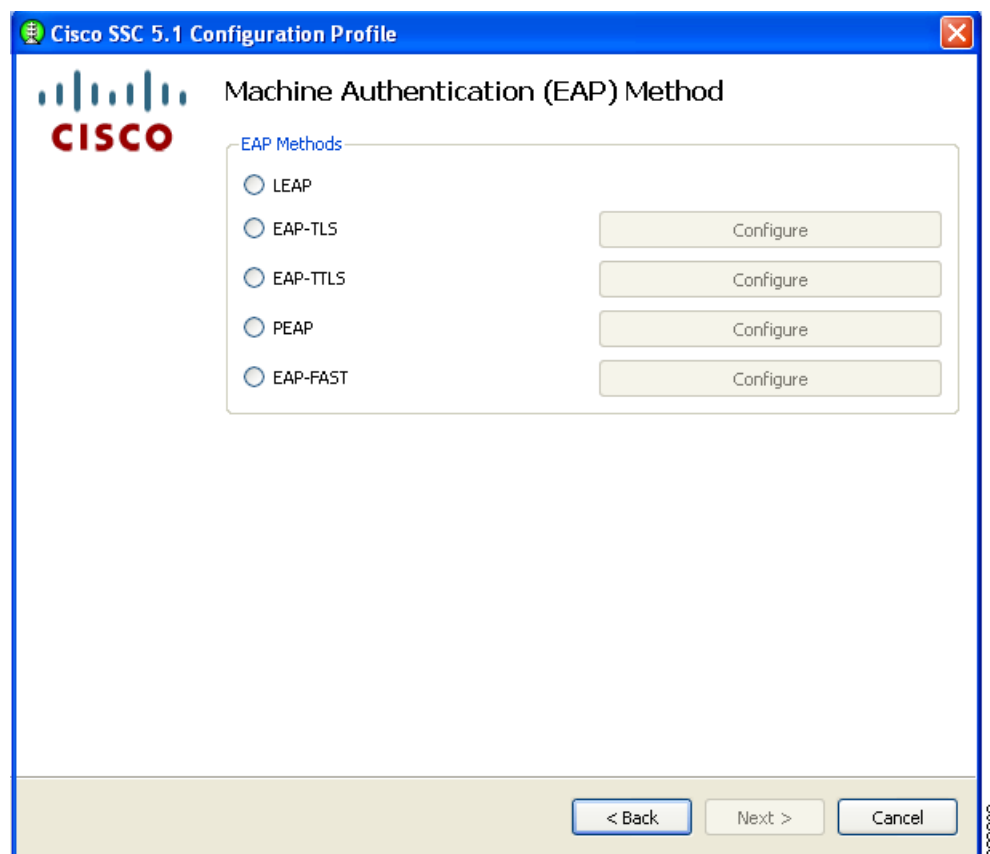 Cisco SSC 5.1 Configuration Profile
CISCO
Machine Authentication (EAP) Method
EAP Methods
LEAP
EAP-TLS Configure
EAP-TTLS Configure
PEAP Configure
EAP-FAST Configure
< Back Next > Cancel